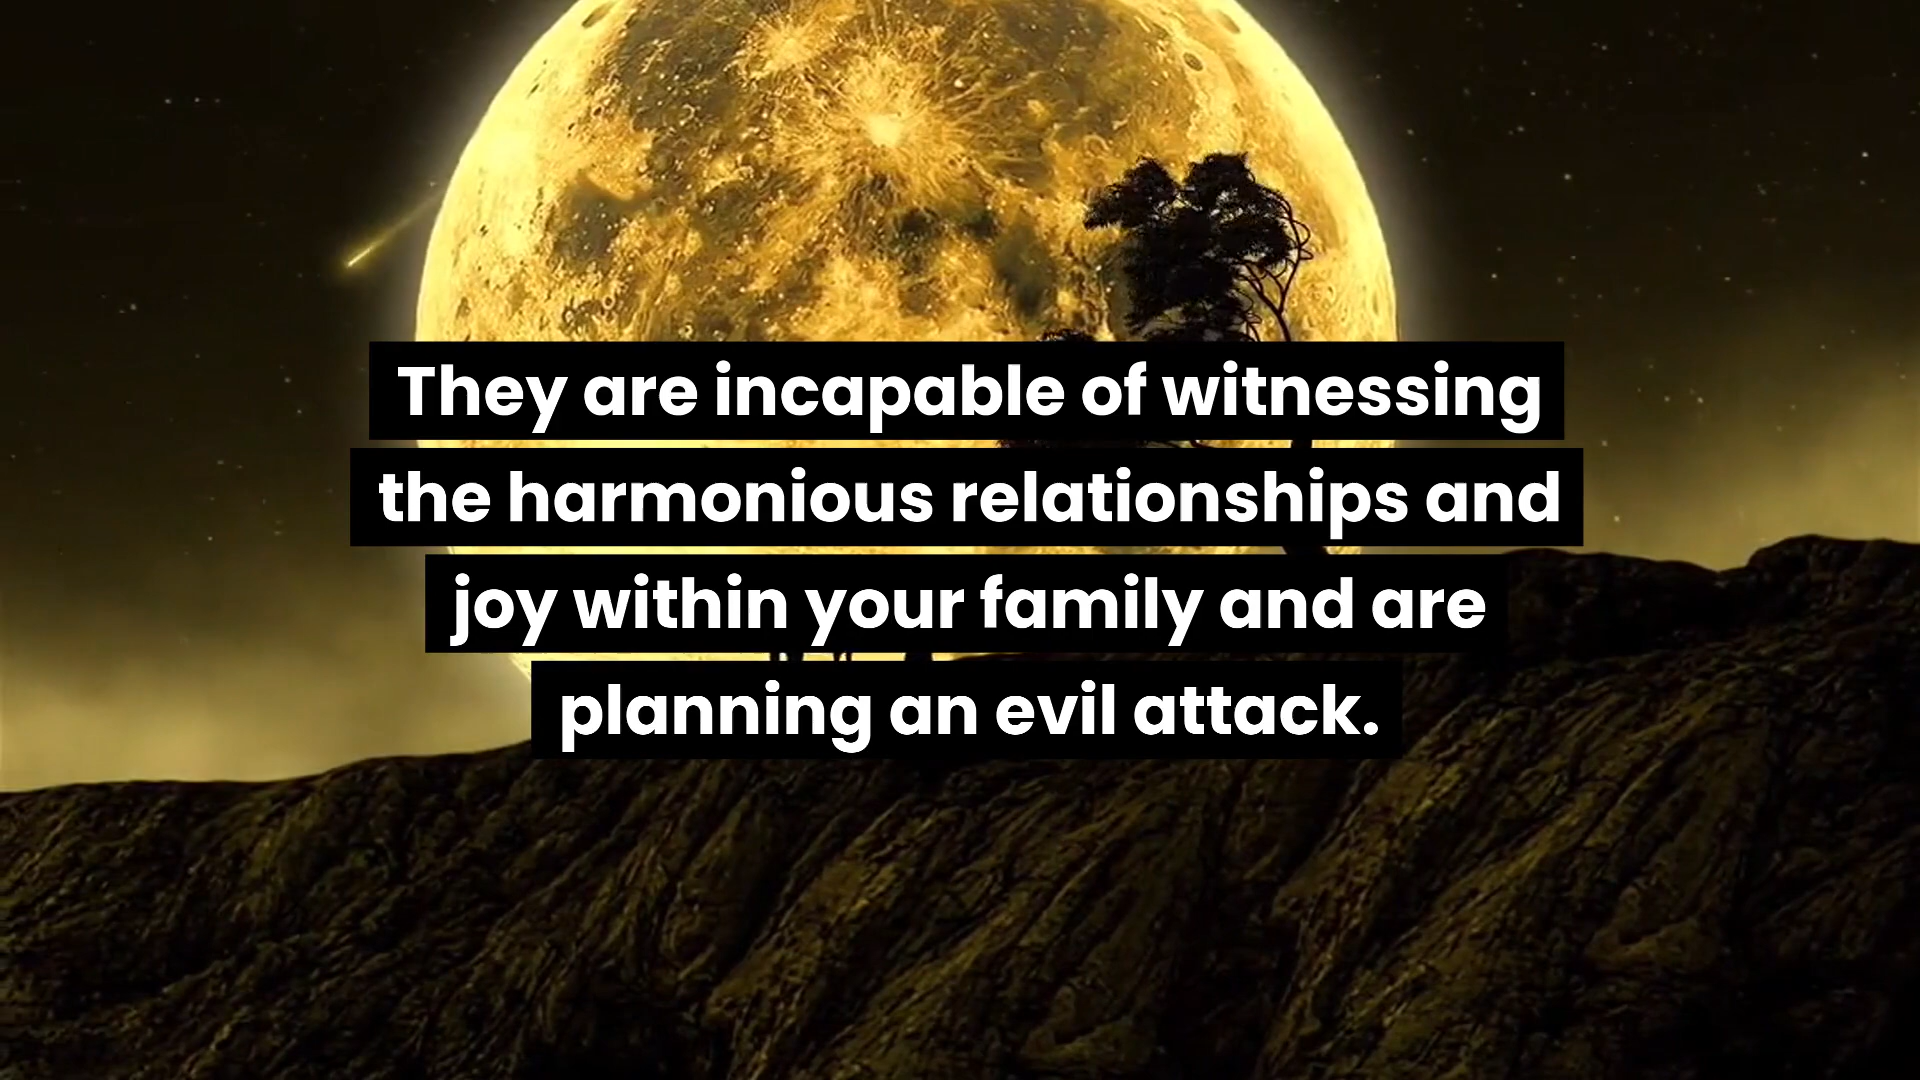 They are incapable of witnessing
the harmonious relationships and
joy within your family and are
planning an evil attack.